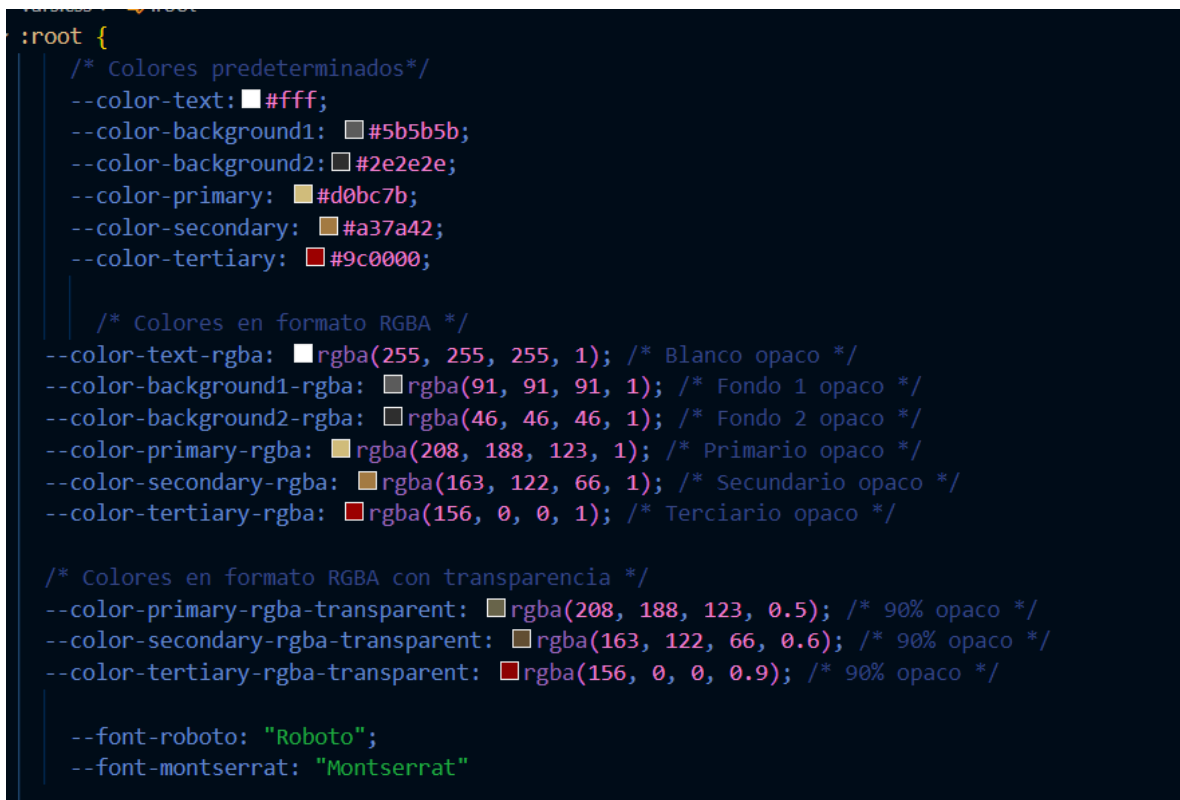 :root {
/* Colores predeterminados*/
--color-text: #fff;
--color-background1: #5b5b5b;
--color-background2: #2e2e2e;
--color-primary: #d0bc7b;
--color-secondary: #a37a42;
--color-tertiary: #9c0000;
/* Colores en formato RGBA */
--color-text-rgba: rgba(255, 255, 255, 1); /* Blanco opaco */
--color-background1-rgba: rgba(91, 91, 91, 1); /* Fondo 1 opaco */
--color-background2-rgba: rgba(46, 46, 46, 1); /* Fondo 2 opaco */
--color-primary-rgba: rgba(208, 188, 123, 1); /* Primario opaco */
--color-secondary-rgba: rgba(163, 122, 66, 1); /* Secundario opaco */
--color-tertiary-rgba: rgba(156, 0, 0, 1); /* Terciario opaco */
/* Colores en formato RGBA con transparencia */
--color-primary-rgba-transparent: rgba(208, 188, 123, 0.5); /* 90% opaco */
--color-secondary-rgba-transparent: rgba(163, 122, 66, 0.6); /* 90% opaco */
--color-tertiary-rgba-transparent: rgba(156, 0, 0, 0.9); /* 90% opaco */
--font-roboto: "Roboto";
--font-montserrat: "Montserrat"